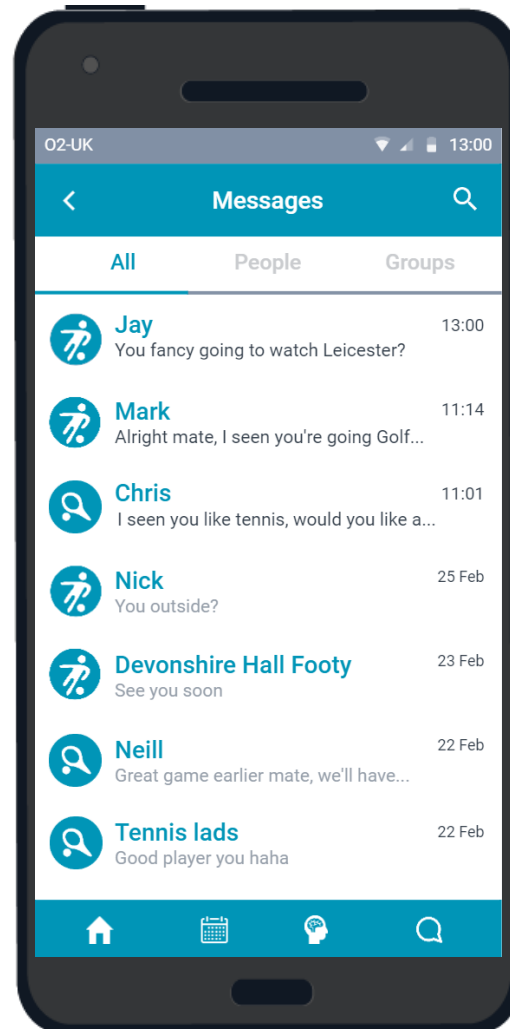 O2-UK 13:00
Messages
All People Groups
Jay 13:00
You fancy going to watch Leicester?
Mark 11:14
Alright mate, I seen you're going Golf...
Chris 11:01
I seen you like tennis, would you like a...
Nick 25 Feb
You outside?
Devonshire Hall Footy 23 Feb
See you soon
Neill 22 Feb
Great game earlier mate, we'll have...
Tennis lads 22 Feb
Good player you haha